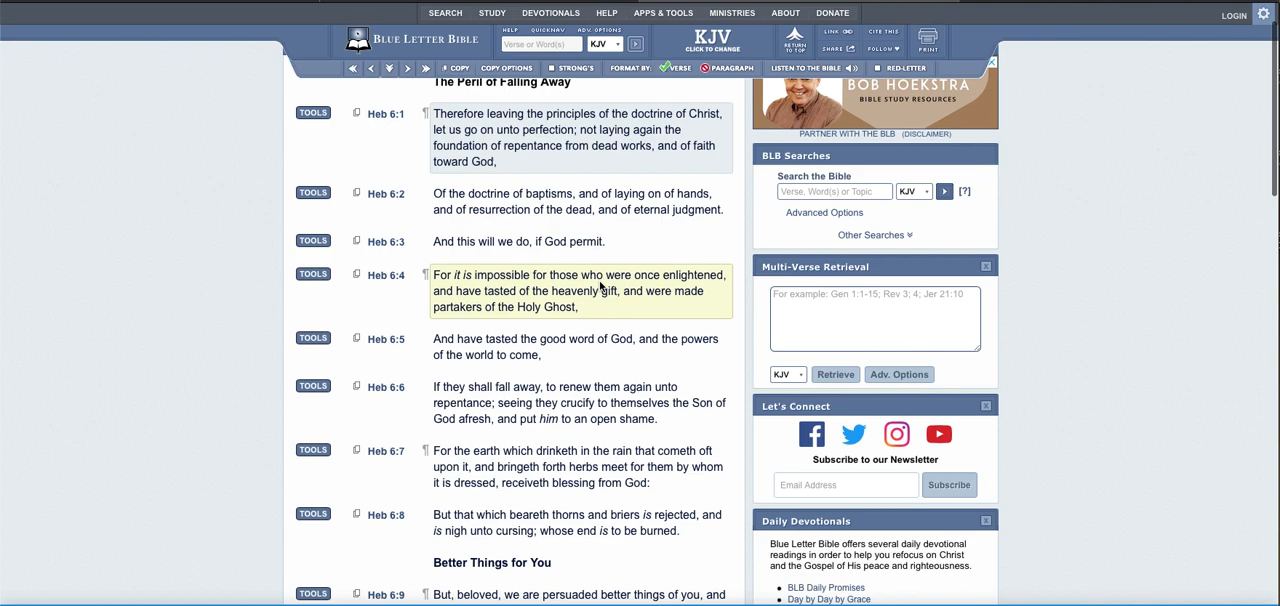 SEARCH STUDY DEVOTIONALS HELP APPS & TOOLS MINISTRIES ABOUT DONATE
LOGIN
BLUE LETTER BIBLE
HELP QUICKNAV ADV. OPTIONS
Verse or Word(s) KJV
KJV
CLICK TO CHANGE
RETURN
TO TOP
LINK CITE THIS
SHARE FOLLOW
PRINT
COPY COPY OPTIONS STRONG'S FORMAT BY: VERSE PARAGRAPH LISTEN TO THE BIBLE RED-LETTER
The Peril of Falling Away
TOOLS Heb 6:1 ¶ Therefore leaving the principles of the doctrine of Christ,
let us go on unto perfection; not laying again the
foundation of repentance from dead works, and of faith
toward God,
TOOLS Heb 6:2 Of the doctrine of baptisms, and of laying on of hands,
and of resurrection of the dead, and of eternal judgment.
TOOLS Heb 6:3 And this will we do, if God permit.
TOOLS Heb 6:4 ¶ For it is impossible for those who were once enlightened,
and have tasted of the heavenly gift, and were made
partakers of the Holy Ghost,
TOOLS Heb 6:5 And have tasted the good word of God, and the powers
of the world to come,
TOOLS Heb 6:6 If they shall fall away, to renew them again unto
repentance; seeing they crucify to themselves the Son of
God afresh, and put him to an open shame.
TOOLS Heb 6:7 ¶ For the earth which drinketh in the rain that cometh oft
upon it, and bringeth forth herbs meet for them by whom
it is dressed, receiveth blessing from God:
TOOLS Heb 6:8 But that which beareth thorns and briers is rejected, and
is nigh unto cursing; whose end is to be burned.
Better Things for You
TOOLS Heb 6:9 ¶ But, beloved, we are persuaded better things of you, and
BOB HOEKSTRA
BIBLE STUDY RESOURCES
PARTNER WITH THE BLB (DISCLAIMER)
BLB Searches
Search the Bible
Verse, Word(s) or Topic KJV [?]
Advanced Options
Other Searches
Multi-Verse Retrieval
For example: Gen 1:1-15; Rev 3; 4; Jer 21:10
KJV Retrieve Adv. Options
Let's Connect
Subscribe to our Newsletter
Email Address Subscribe
Daily Devotionals
Blue Letter Bible offers several daily devotional
readings in order to help you refocus on Christ
and the Gospel of His peace and righteousness.
• BLB Daily Promises
• Day by Day by Grace